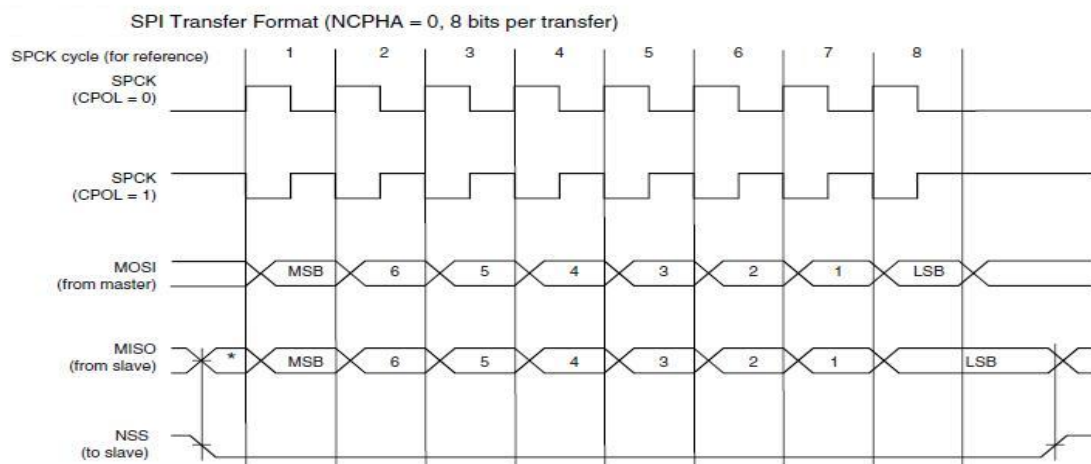 SPI Transfer Format (NCPHA = 0, 8 bits per transfer)
SPCK cycle (for reference) 1 2 3 4 5 6 7 8
SPCK
(CPOL = 0)
SPCK
(CPOL = 1)
MOSI
(from master)
MSB 6 5 4 3 2 1 LSB
MISO
(from slave)
* MSB 6 5 4 3 2 1 LSB
NSS
(to slave)